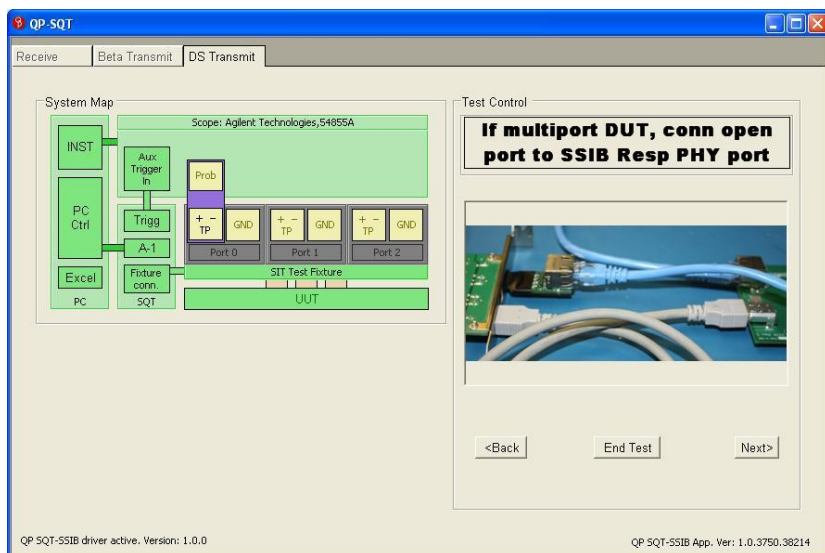 QP-SQT
Receive
Beta Transmit
DS Transmit
System Map
Scope: Agilent Technologies,54855A
INST
Aux
Trigger
In
Prob
PC
Ctrl
Trigg
+ -
TP
GND
+ -
TP
GND
+ -
TP
GND
A-1
Port 0
Port 1
Port 2
Excel
Fixture
conn.
SIT Test Fixture
PC
SQT
UUT
Test Control
If multiport DUT, conn open
port to SSIB Resp PHY port
<Back
End Test
Next>
QP SQT-SSIB driver active. Version: 1.0.0
QP SQT-SSIB App. Ver: 1.0.3750.38214